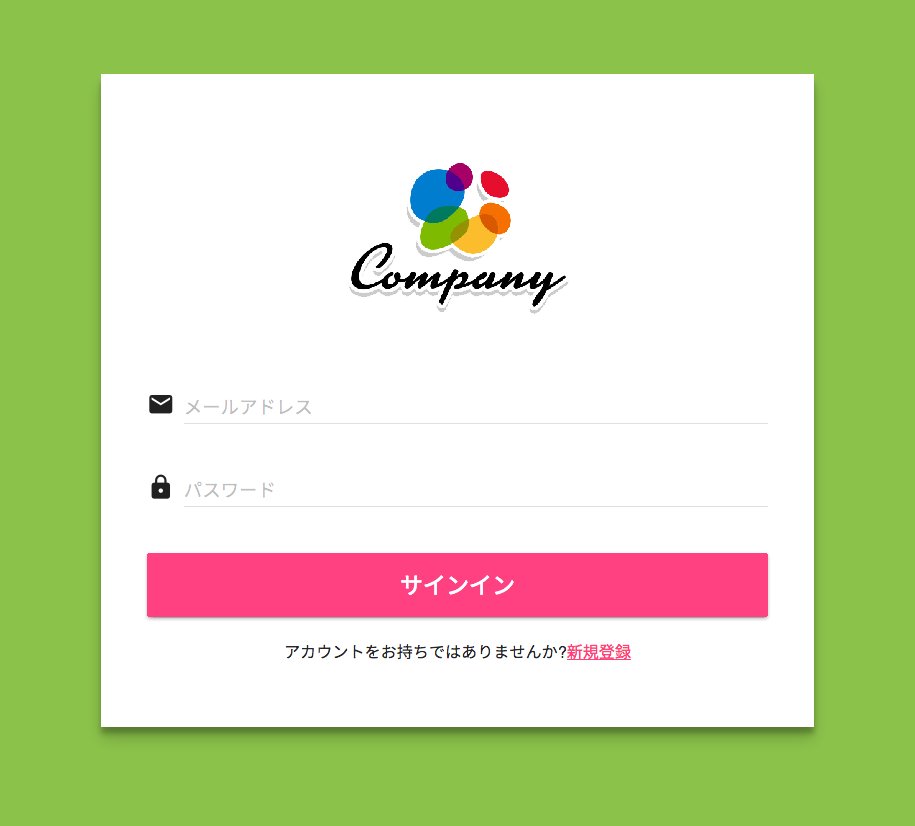 Company
メールアドレス
パスワード
サインイン
アカウントをお持ちではありませんか?新規登録